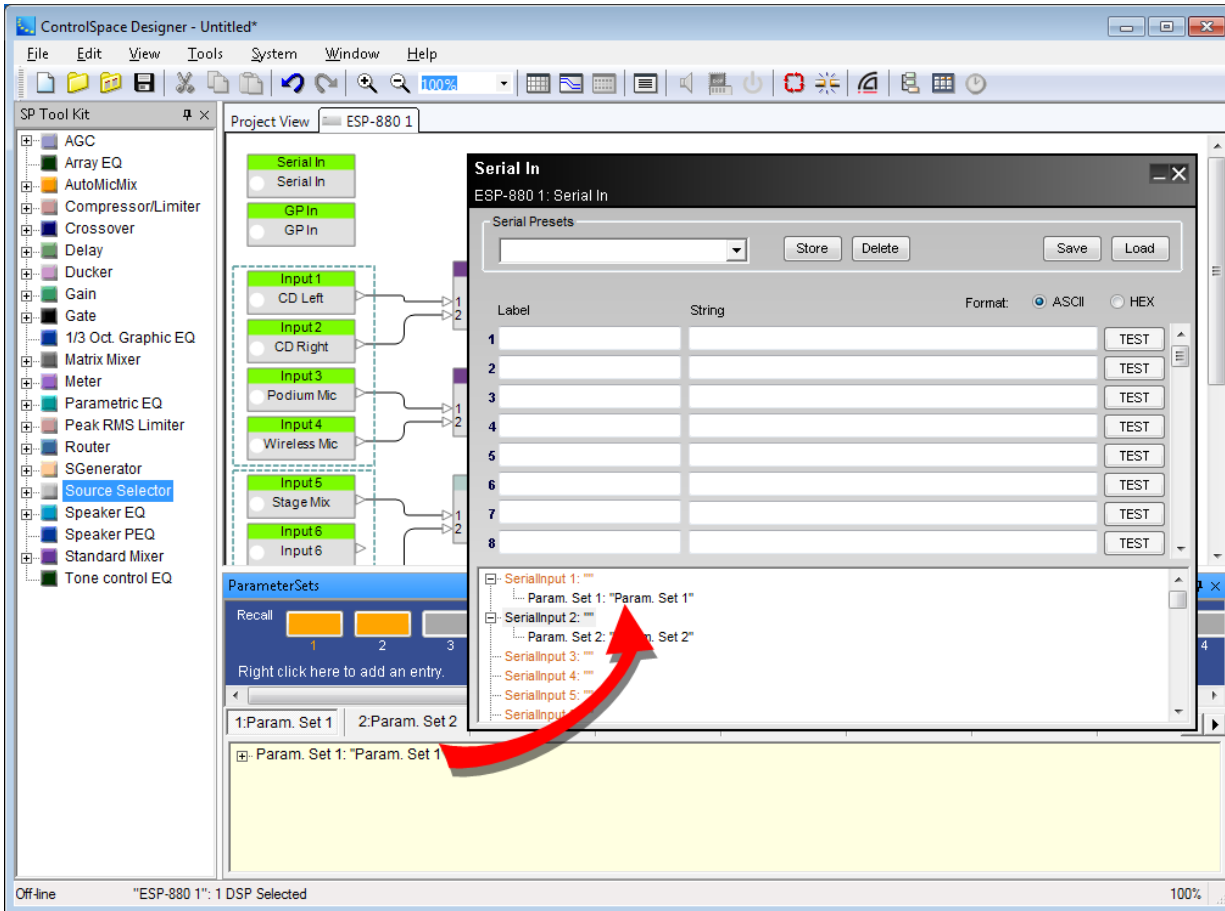 ControlSpace Designer - Untitled*
File Edit View Tools System Window Help
100%
SP Tool Kit
AGC
Array EQ
AutoMicMix
Compressor/Limiter
Crossover
Delay
Ducker
Gain
Gate
1/3 Oct. Graphic EQ
Matrix Mixer
Meter
Parametric EQ
Peak RMS Limiter
Router
SGenerator
Source Selector
Speaker EQ
Speaker PEQ
Standard Mixer
Tone control EQ
Project View ESP-880 1
Serial In
Serial In
GP In
GP In
Input 1
CD Left
Input 2
CD Right
1
2
Input 3
Podium Mic
Input 4
Wireless Mic
1
2
Input 5
Stage Mix
Input 6
Input 6
1
2
Serial In
ESP-880 1: Serial In
Serial Presets
Store Delete Save Load
Label String Format: ASCII HEX
1 TEST
2 TEST
3 TEST
4 TEST
5 TEST
6 TEST
7 TEST
8 TEST
SerialInput 1: ""
Param. Set 1: "Param. Set 1"
SerialInput 2: ""
Param. Set 2: Set 2"
SerialInput 3: ""
SerialInput 4: ""
SerialInput 5: ""
ParameterSets
Recall
1 2 3 4
Right click here to add an entry.
1:Param. Set 1 2:Param. Set 2
Param. Set 1: "Param. Set 1
Off-line "ESP-880 1": 1 DSP Selected 100%